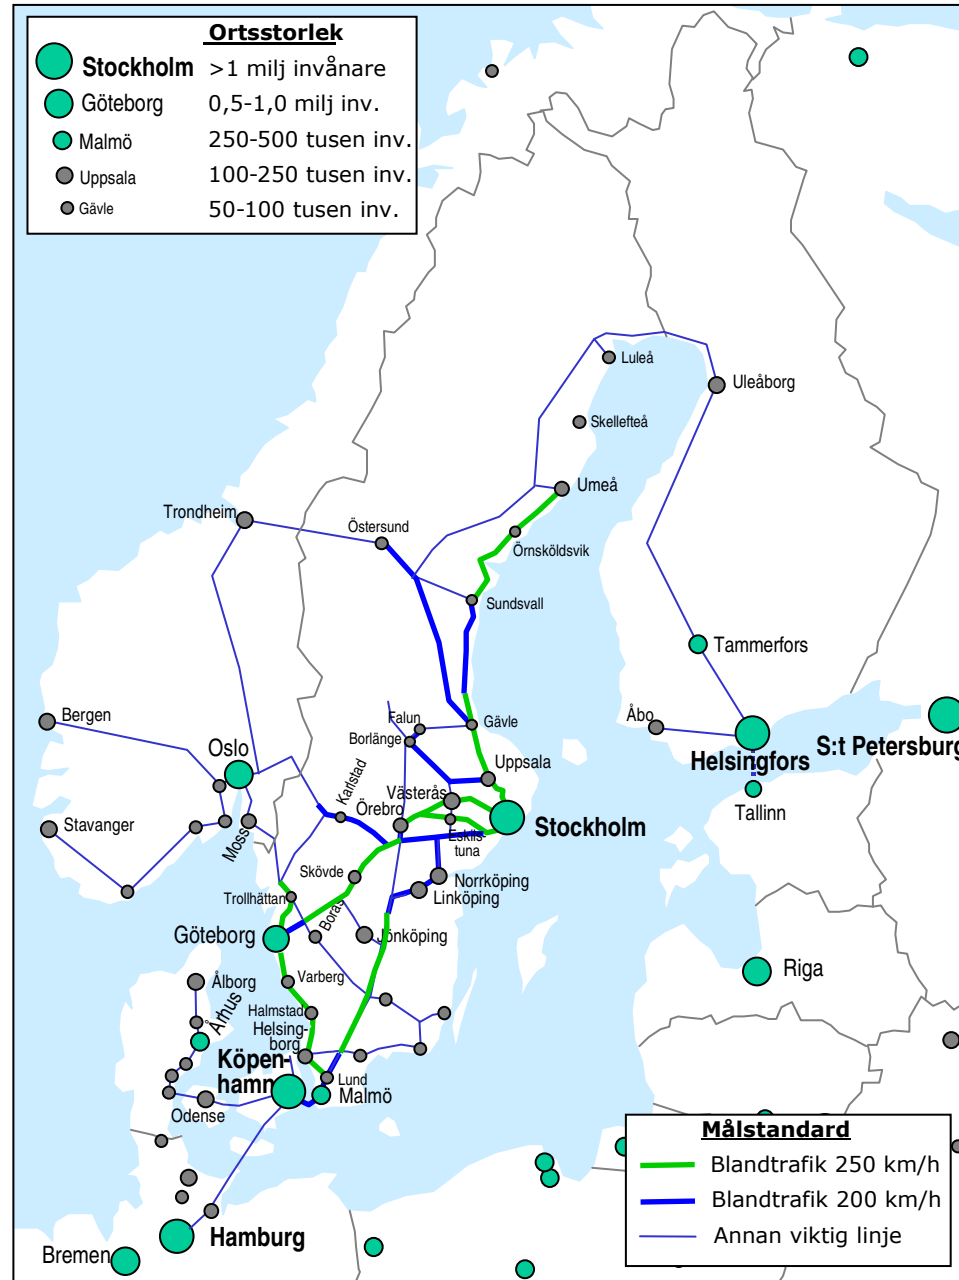 Ortsstorlek
Stockholm >1 milj invånare
Göteborg 0,5-1,0 milj inv.
Malmö 250-500 tusen inv.
Uppsala 100-250 tusen inv.
Gävle 50-100 tusen inv.
Luleå
Uleåborg
Skellefteå
Umeå
Trondheim
Östersund
Örnsköldsvik
Sundsvall
Tammerfors
Bergen
Falun
Gävle
Åbo
Borlänge
Oslo
Helsingfors
S:t Petersburg
Karlstad
Uppsala
Västerås
Örebro
Tallinn
Stavanger
Moss
Stockholm
Eskils-
tuna
Skövde
Norrköping
Linköping
Trollhättan
Borås
Göteborg
Jönköping
Riga
Varberg
Ålborg
Århus
Halmstad
Helsing-
borg
Köpen-
hamn
Lund
Malmö
Odense
Målstandard
Blandtrafik 250 km/h
Blandtrafik 200 km/h
Annan viktig linje
Hamburg
Bremen